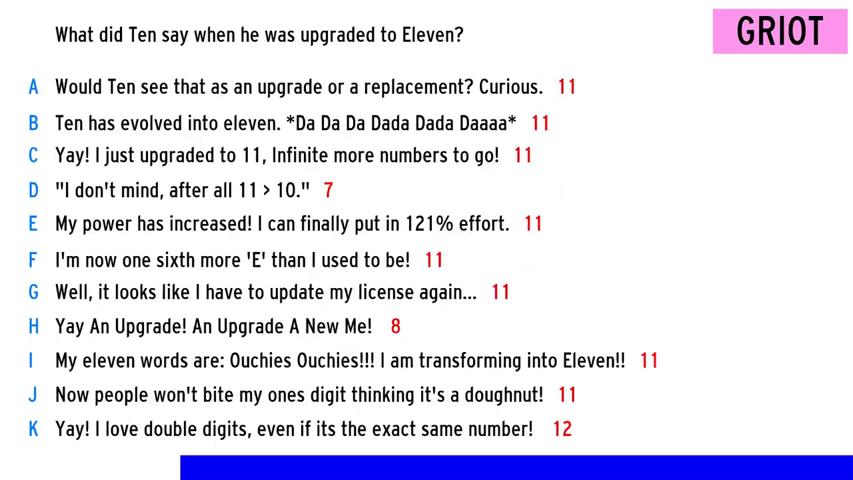 What did Ten say when he was upgraded to Eleven?
GRIOT
A Would Ten see that as an upgrade or a replacement? Curious. 11
B Ten has evolved into eleven. *Da Da Da Dada Dada Daaaa* 11
C Yay! I just upgraded to 11, Infinite more numbers to go! 11
D "I don't mind, after all 11 > 10." 7
E My power has increased! I can finally put in 121% effort. 11
F I'm now one sixth more 'E' than I used to be! 11
G Well, it looks like I have to update my license again... 11
H Yay An Upgrade! An Upgrade A New Me! 8
I My eleven words are: Ouchies Ouchies!!! I am transforming into Eleven!! 11
J Now people won't bite my ones digit thinking it's a doughnut! 11
K Yay! I love double digits, even if its the exact same number! 12